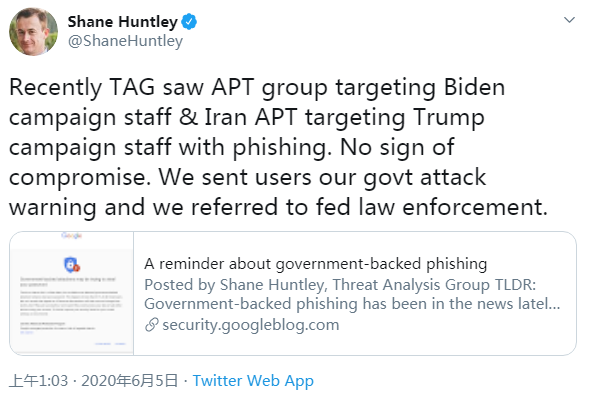 Shane Huntley
@ShaneHuntley
Recently TAG saw APT group targeting Biden
campaign staff & Iran APT targeting Trump
campaign staff with phishing. No sign of
compromise. We sent users our govt attack
warning and we referred to fed law enforcement.
Google
A reminder about government-backed phishing
Posted by Shane Huntley, Threat Analysis Group TLDR:
Government-backed phishing has been in the news latel...
security.googleblog.com
上午1:03 · 2020年6月5日 · Twitter Web App